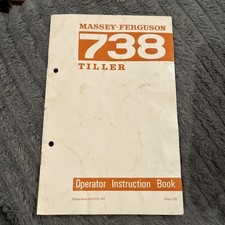 MASSEY-FERGUSON
738
TILLER
Operator Instruction Book